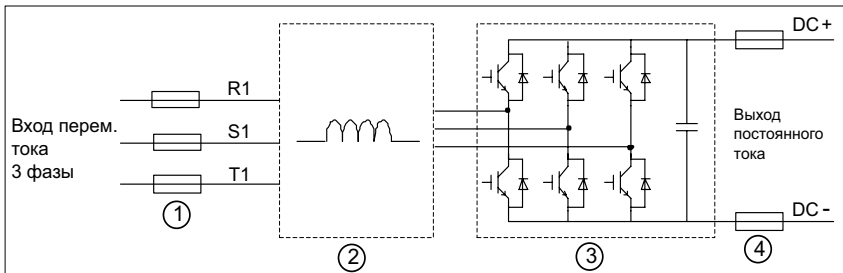 Вход перем.
тока
3 фазы
R1
S1
T1
1
2
3
4
DC+
Выход
постоянного
тока
DC-